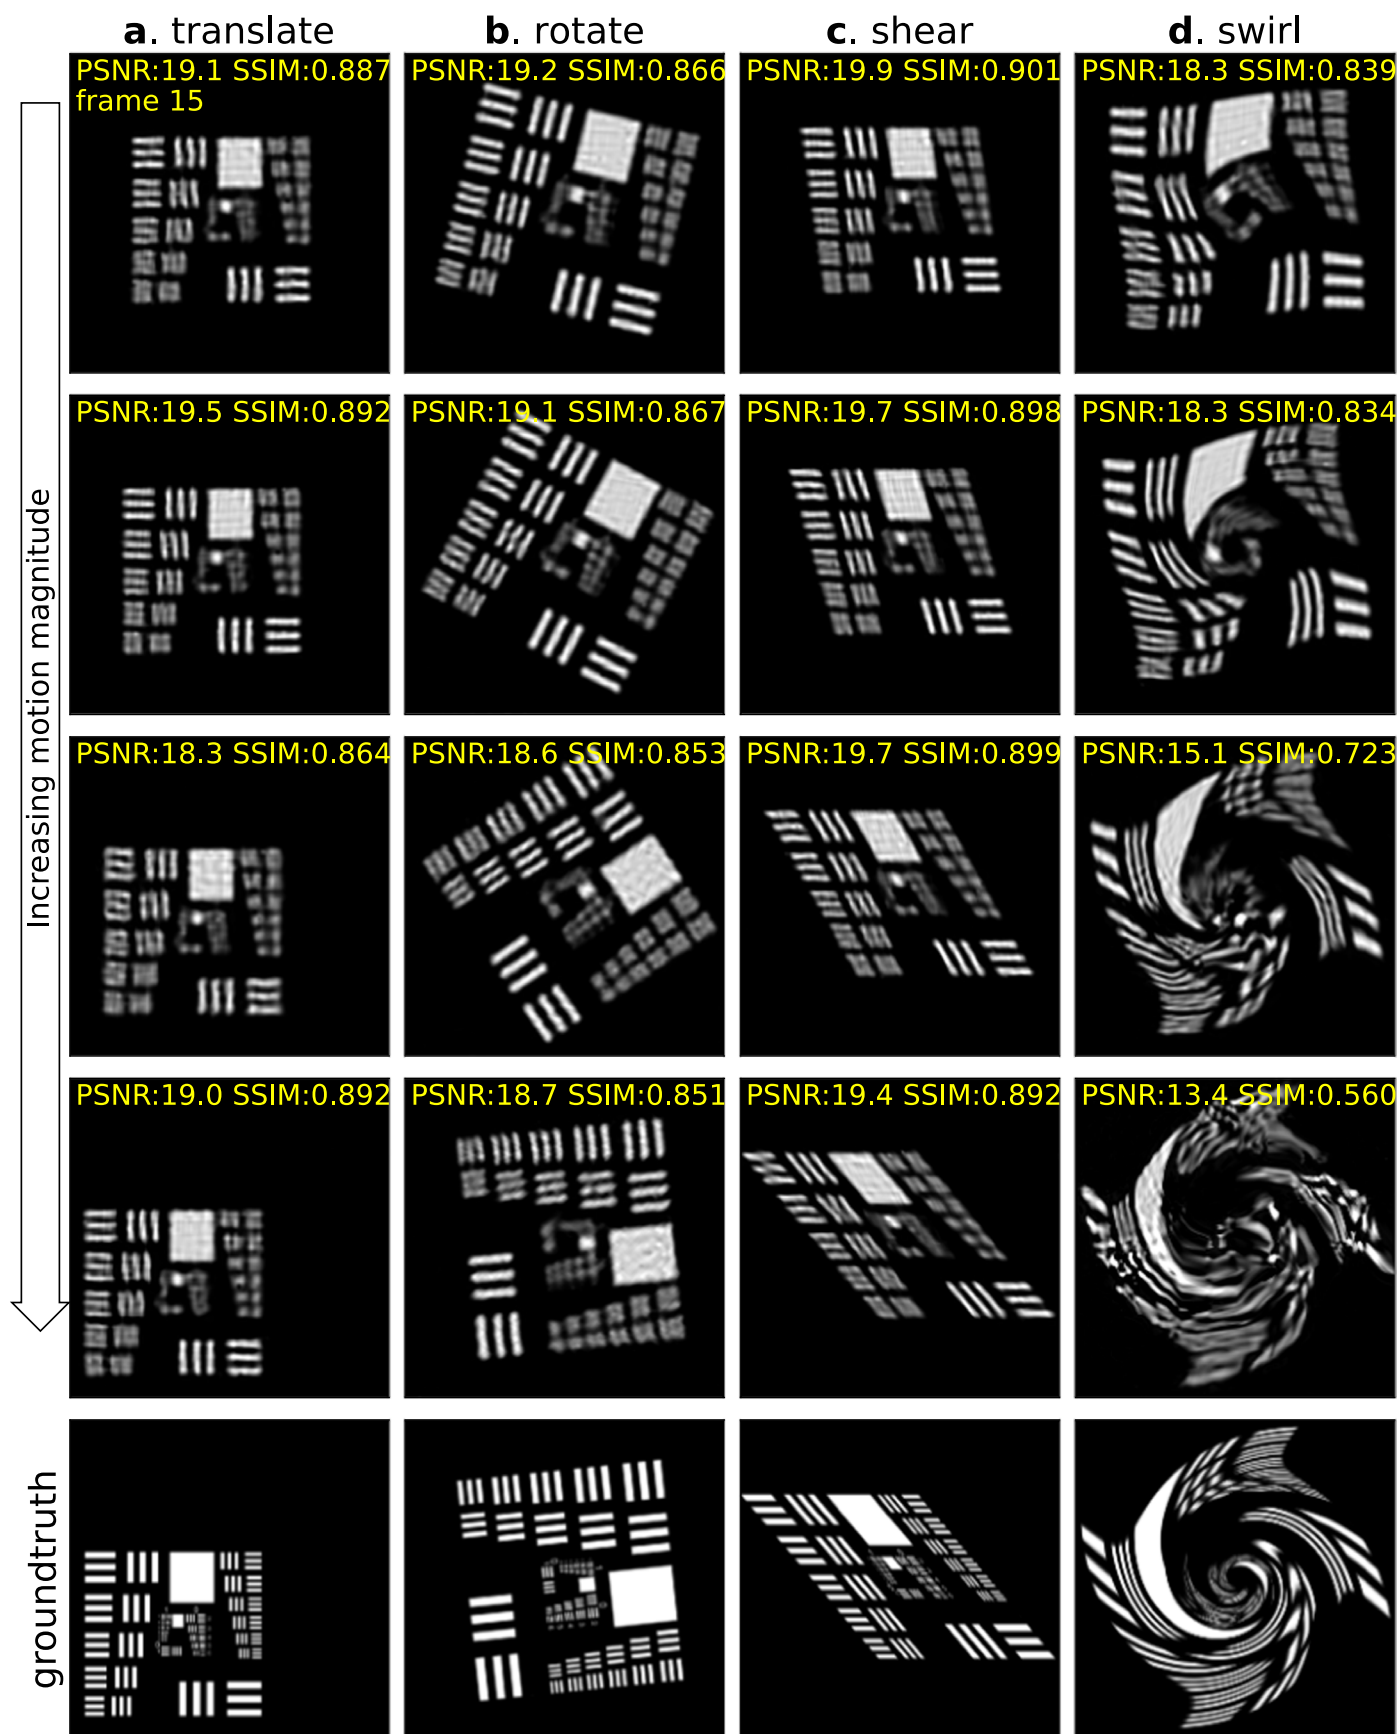 a. translate
b. rotate
c. shear
d. swirl
PSNR:19.1 SSIM:0.887
frame 15
PSNR:19.2 SSIM:0.866
PSNR:19.9 SSIM:0.901
PSNR:18.3 SSIM:0.839
PSNR:19.5 SSIM:0.892
PSNR:19.1 SSIM:0.867
PSNR:19.7 SSIM:0.898
PSNR:18.3 SSIM:0.834
PSNR:18.3 SSIM:0.864
PSNR:18.6 SSIM:0.853
PSNR:19.7 SSIM:0.899
PSNR:15.1 SSIM:0.723
PSNR:19.0 SSIM:0.892
PSNR:18.7 SSIM:0.851
PSNR:19.4 SSIM:0.892
PSNR:13.4 SSIM:0.560
Increasing motion magnitude
groundtruth